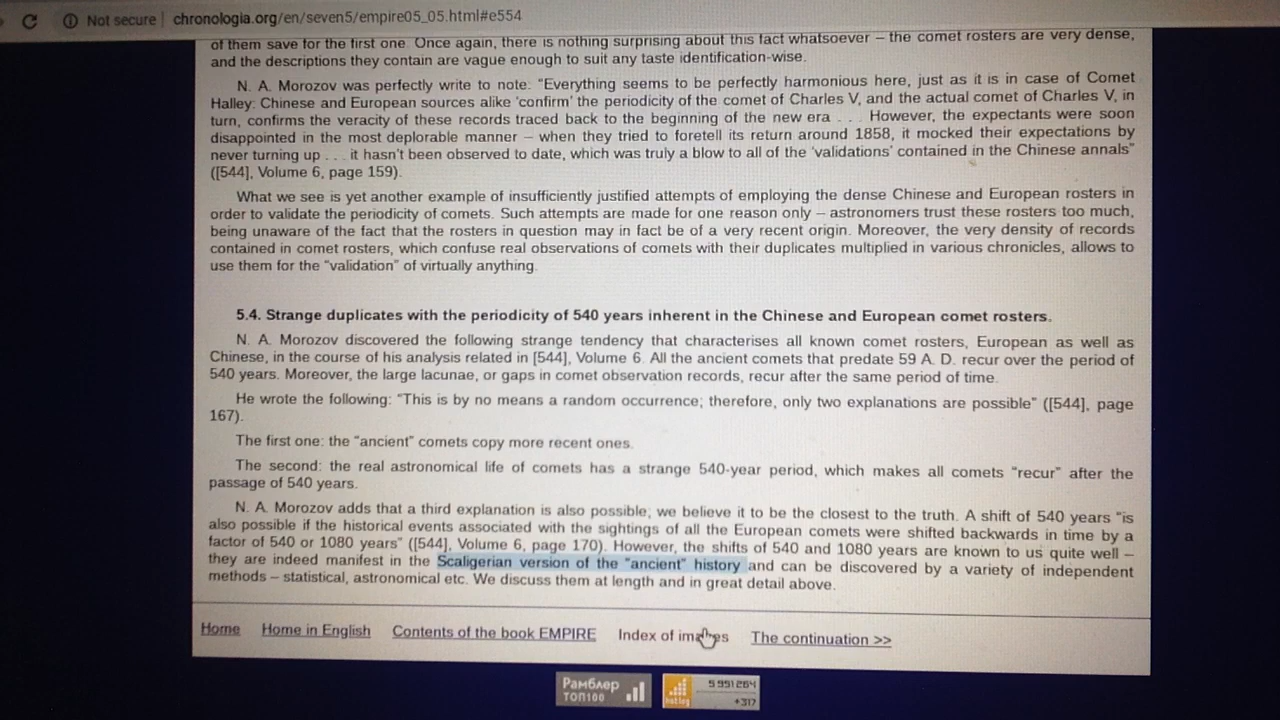 Not secure
chronologia.org/en/seven5/empire05_05.html#e554
of them save for the first one. Once again, there is nothing surprising about this fact whatsoever – the comet rosters are very dense,
and the descriptions they contain are vague enough to suit any taste identification-wise.
N. A. Morozov was perfectly write to note: “Everything seems to be perfectly harmonious here, just as it is in case of Comet
Halley: Chinese and European sources alike ‘confirm’ the periodicity of the comet of Charles V, and the actual comet of Charles V, in
turn, confirms the veracity of these records traced back to the beginning of the new era . . . However, the expectants were soon
disappointed in the most deplorable manner – when they tried to foretell its return around 1858, it mocked their expectations by
never turning up . . . it hasn’t been observed to date, which was truly a blow to all of the ‘validations’ contained in the Chinese annals”
([544], Volume 6, page 159).
What we see is yet another example of insufficiently justified attempts of employing the dense Chinese and European rosters in
order to validate the periodicity of comets. Such attempts are made for one reason only – astronomers trust these rosters too much,
being unaware of the fact that the rosters in question may in fact be of a very recent origin. Moreover, the very density of records
contained in comet rosters, which confuse real observations of comets with their duplicates multiplied in various chronicles, allows to
use them for the “validation” of virtually anything.
5.4. Strange duplicates with the periodicity of 540 years inherent in the Chinese and European comet rosters.
N. A. Morozov discovered the following strange tendency that characterises all known comet rosters, European as well as
Chinese, in the course of his analysis related in [544], Volume 6. All the ancient comets that predate 59 A. D. recur over the period of
540 years. Moreover, the large lacunae, or gaps in comet observation records, recur after the same period of time.
He wrote the following: “This is by no means a random occurrence; therefore, only two explanations are possible” ([544], page
167).
The first one: the “ancient” comets copy more recent ones.
The second: the real astronomical life of comets has a strange 540-year period, which makes all comets “recur” after the
passage of 540 years.
N. A. Morozov adds that a third explanation is also possible; we believe it to be the closest to the truth. A shift of 540 years “is
also possible if the historical events associated with the sightings of all the European comets were shifted backwards in time by a
factor of 540 or 1080 years” ([544], Volume 6, page 170). However, the shifts of 540 and 1080 years are known to us quite well –
they are indeed manifest in the Scaligerian version of the “ancient” history and can be discovered by a variety of independent
methods – statistical, astronomical etc. We discuss them at length and in great detail above.
Home Home in English Contents of the book EMPIRE Index of images The continuation >>
Рамблер
ТОП100
hotlog
5 951 264
+317